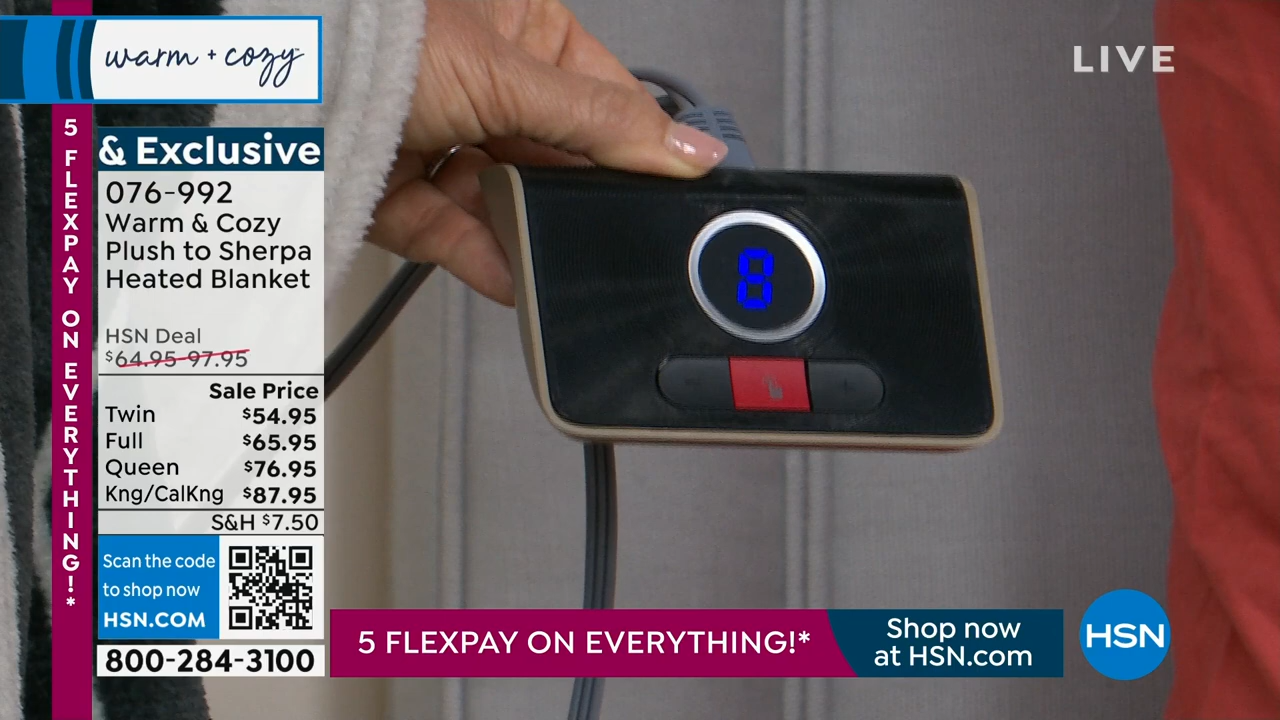 warm + cozy
LIVE
5 FLEXPAY ON EVERYTHING!*
& Exclusive
076-992
Warm & Cozy
Plush to Sherpa
Heated Blanket
HSN Deal
$64.95-97.95
Sale Price
Twin $54.95
Full $65.95
Queen $76.95
Kng/CalKng $87.95
S&H $7.50
Scan the code
to shop now
HSN.COM
800-284-3100
8
- +
5 FLEXPAY ON EVERYTHING!*
Shop now
at HSN.com
HSN